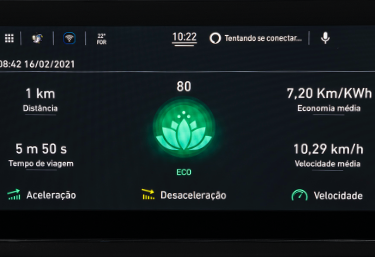 22°
FOR
10:22
Tentando se conectar...
08:42 16/02/2021
1 km
Distância
80
7,20 Km/KWh
Economia média
5 m 50 s
Tempo de viagem
ECO
10,29 km/h
Velocidade média
Aceleração
Desaceleração
Velocidade